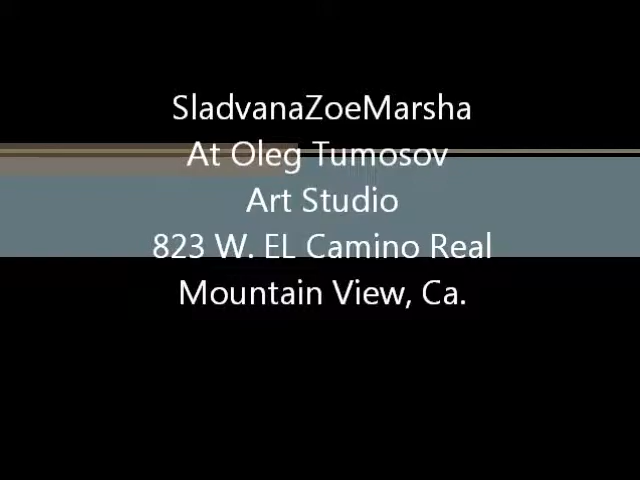 SladvanaZoeMarsha
At Oleg Tumosov
Art Studio
823 W. EL Camino Real
Mountain View, Ca.